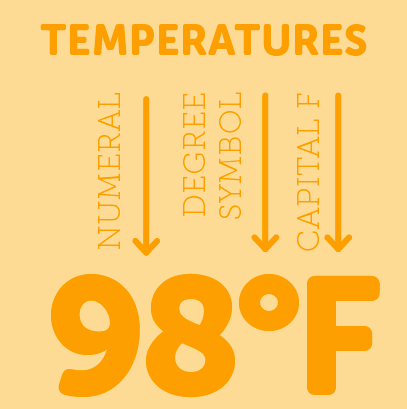 TEMPERATURES
NUMERAL
DEGREE
SYMBOL
CAPITAL F
98°F